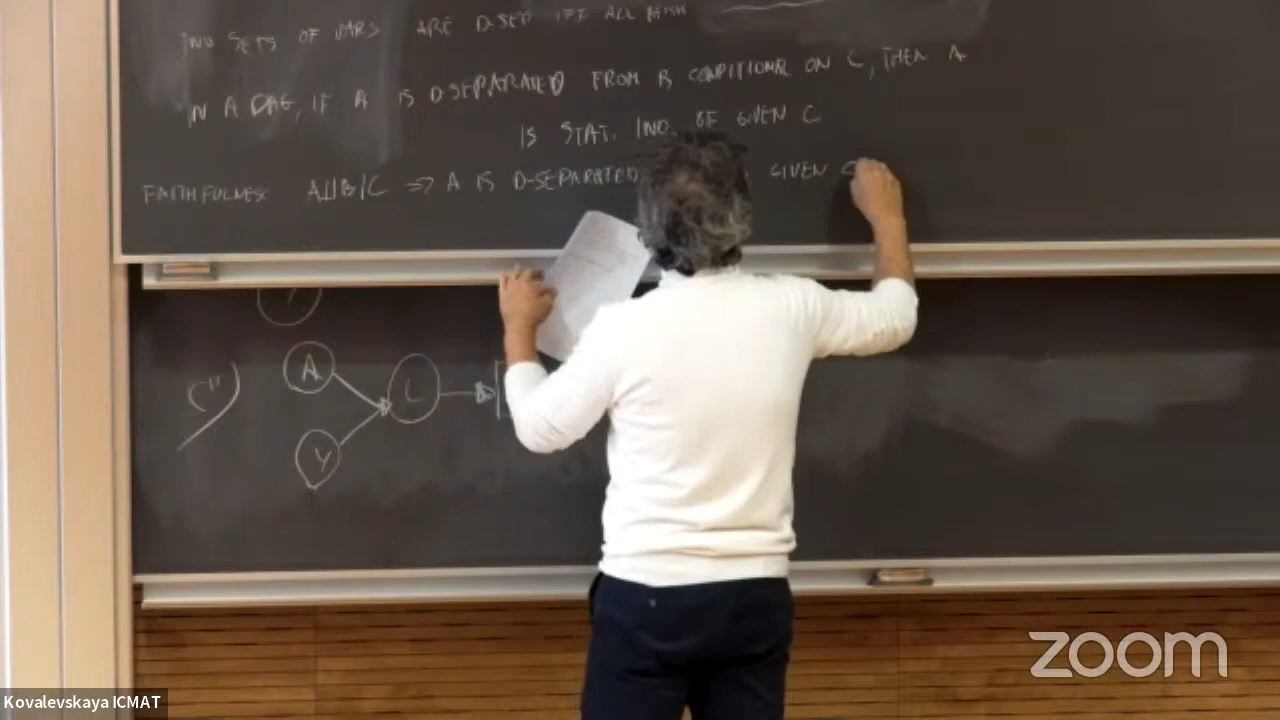 TWO SETS OF VARS ARE D-SEP IFF ALL
IN A DAG, IF A IS D-SEPARATED FROM B CONDITIONAL ON C, THEN A
IS STAT. IND. OF GIVEN C
FAITHFULNESS: A⊥⊥B|C ⇒ A IS D-SEPARATED GIVEN C
Y
C") A L
Y
zoom
Kovalevskaya ICMAT